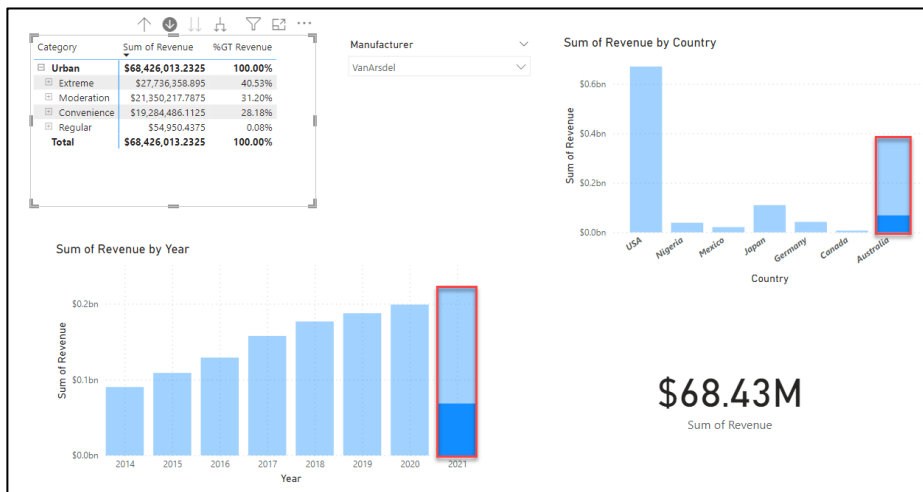 Category Sum of Revenue %GT Revenue
Urban $68,426,013.2325 100.00%
Extreme $27,736,358.895 40.53%
Moderation $21,350,217.7875 31.20%
Convenience $19,284,486.1125 28.18%
Regular $54,950.4375 0.08%
Total $68,426,013.2325 100.00%
Manufacturer
VanArsdel
Sum of Revenue by Country
Sum of Revenue
$0.6bn
$0.4bn
$0.2bn
$0.0bn
USA Nigeria Mexico Japan Germany Canada Australia
Country
Sum of Revenue by Year
Sum of Revenue
$0.2bn
$0.1bn
$0.0bn
2014 2015 2016 2017 2018 2019 2020 2021
Year
$68.43M
Sum of Revenue